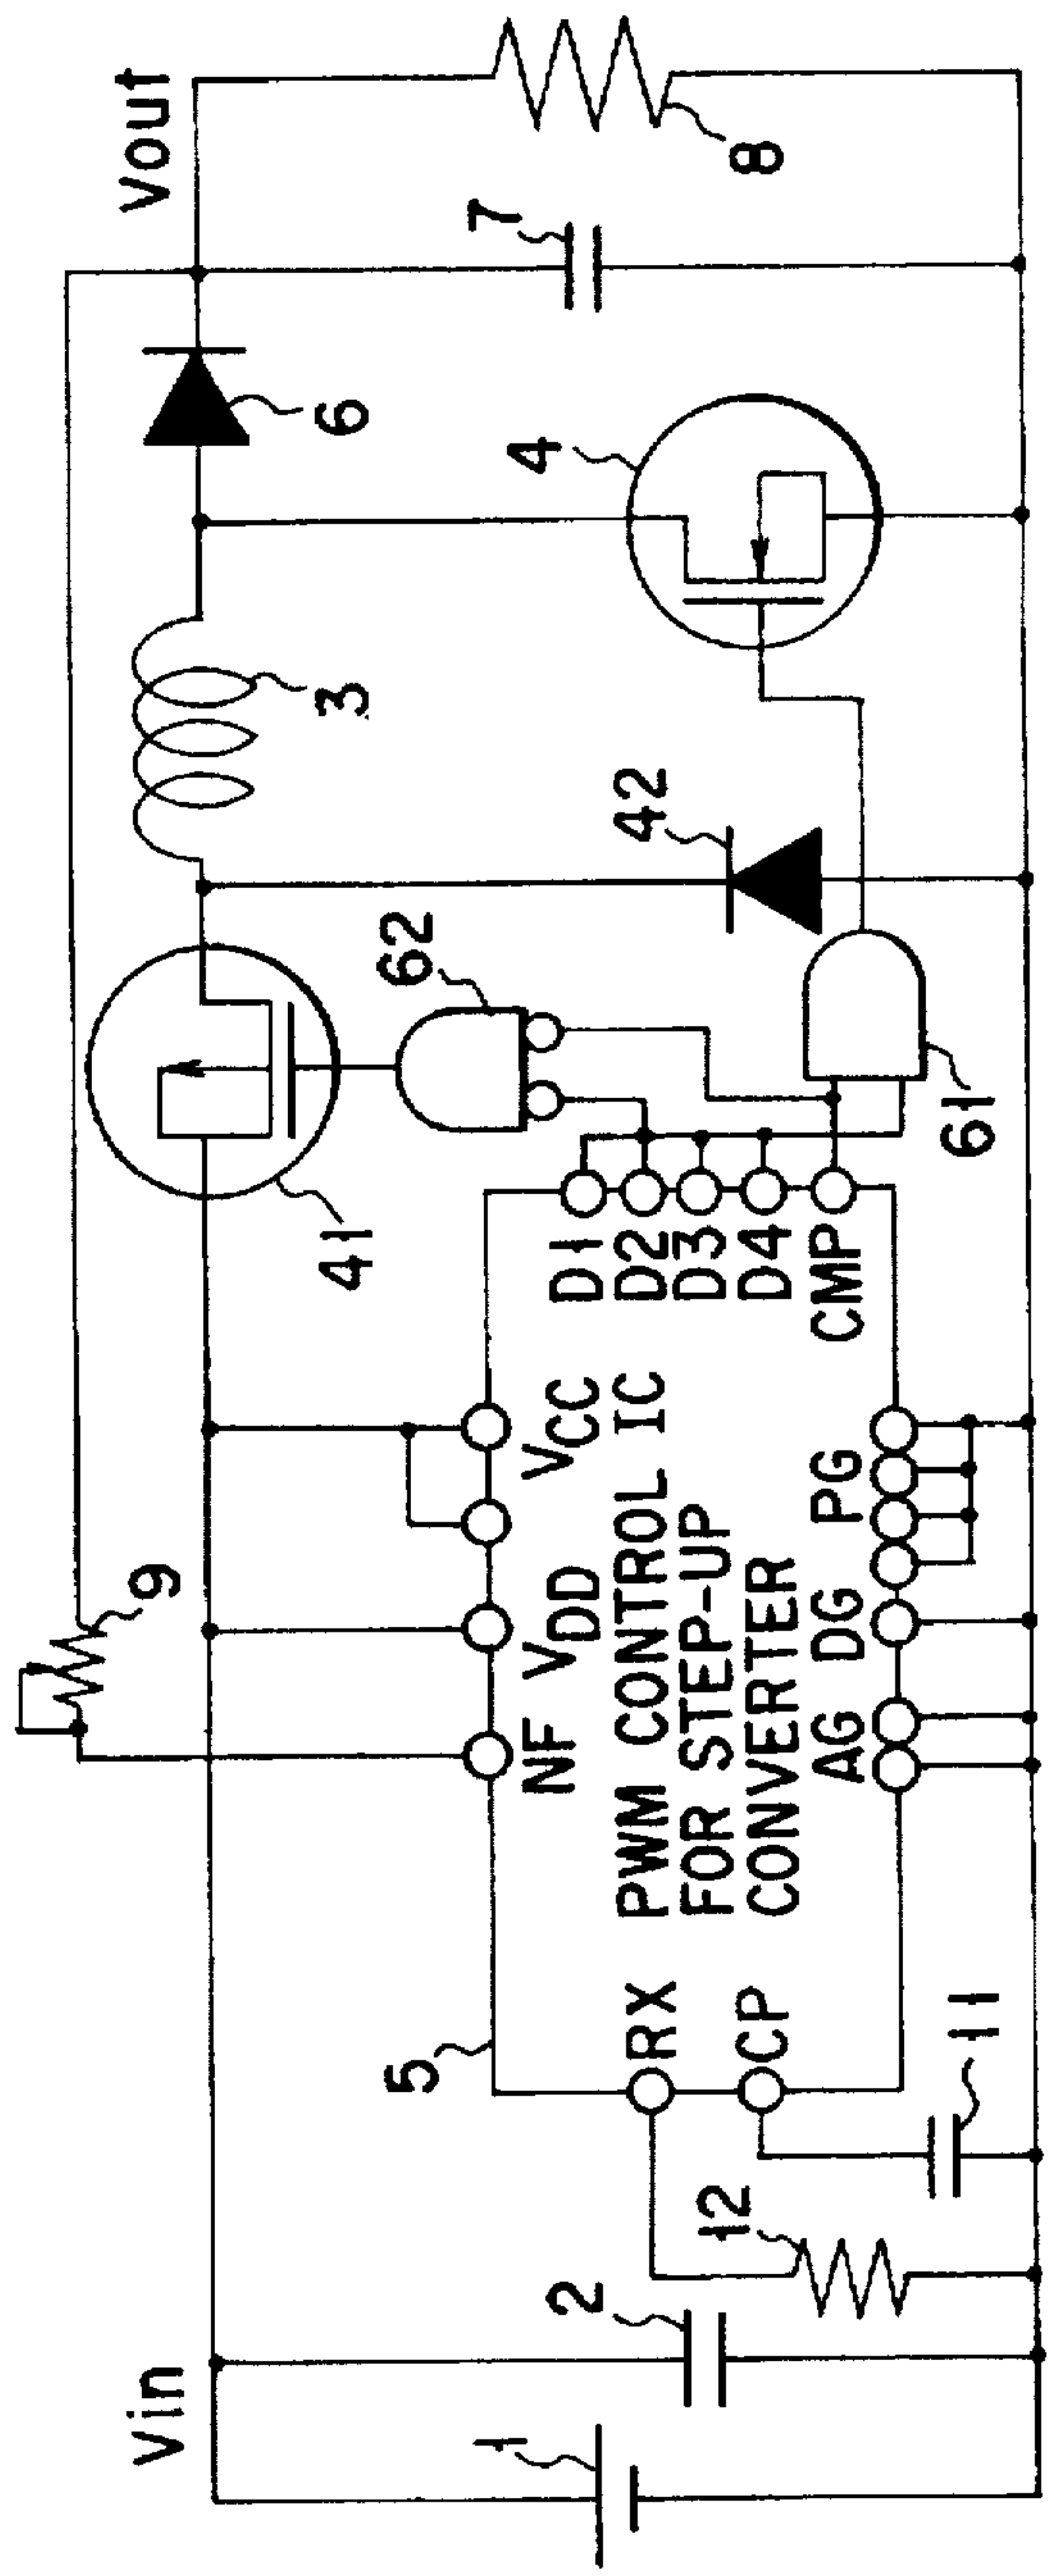 Vin
Vout
1
2
12
11
5
RX
CP
NF
VDD
VCC
PWM CONTROL IC
FOR STEP-UP
CONVERTER
AG
DG
PG
D1
D2
D3
D4
CMP
9
41
62
61
42
3
4
6
7
8